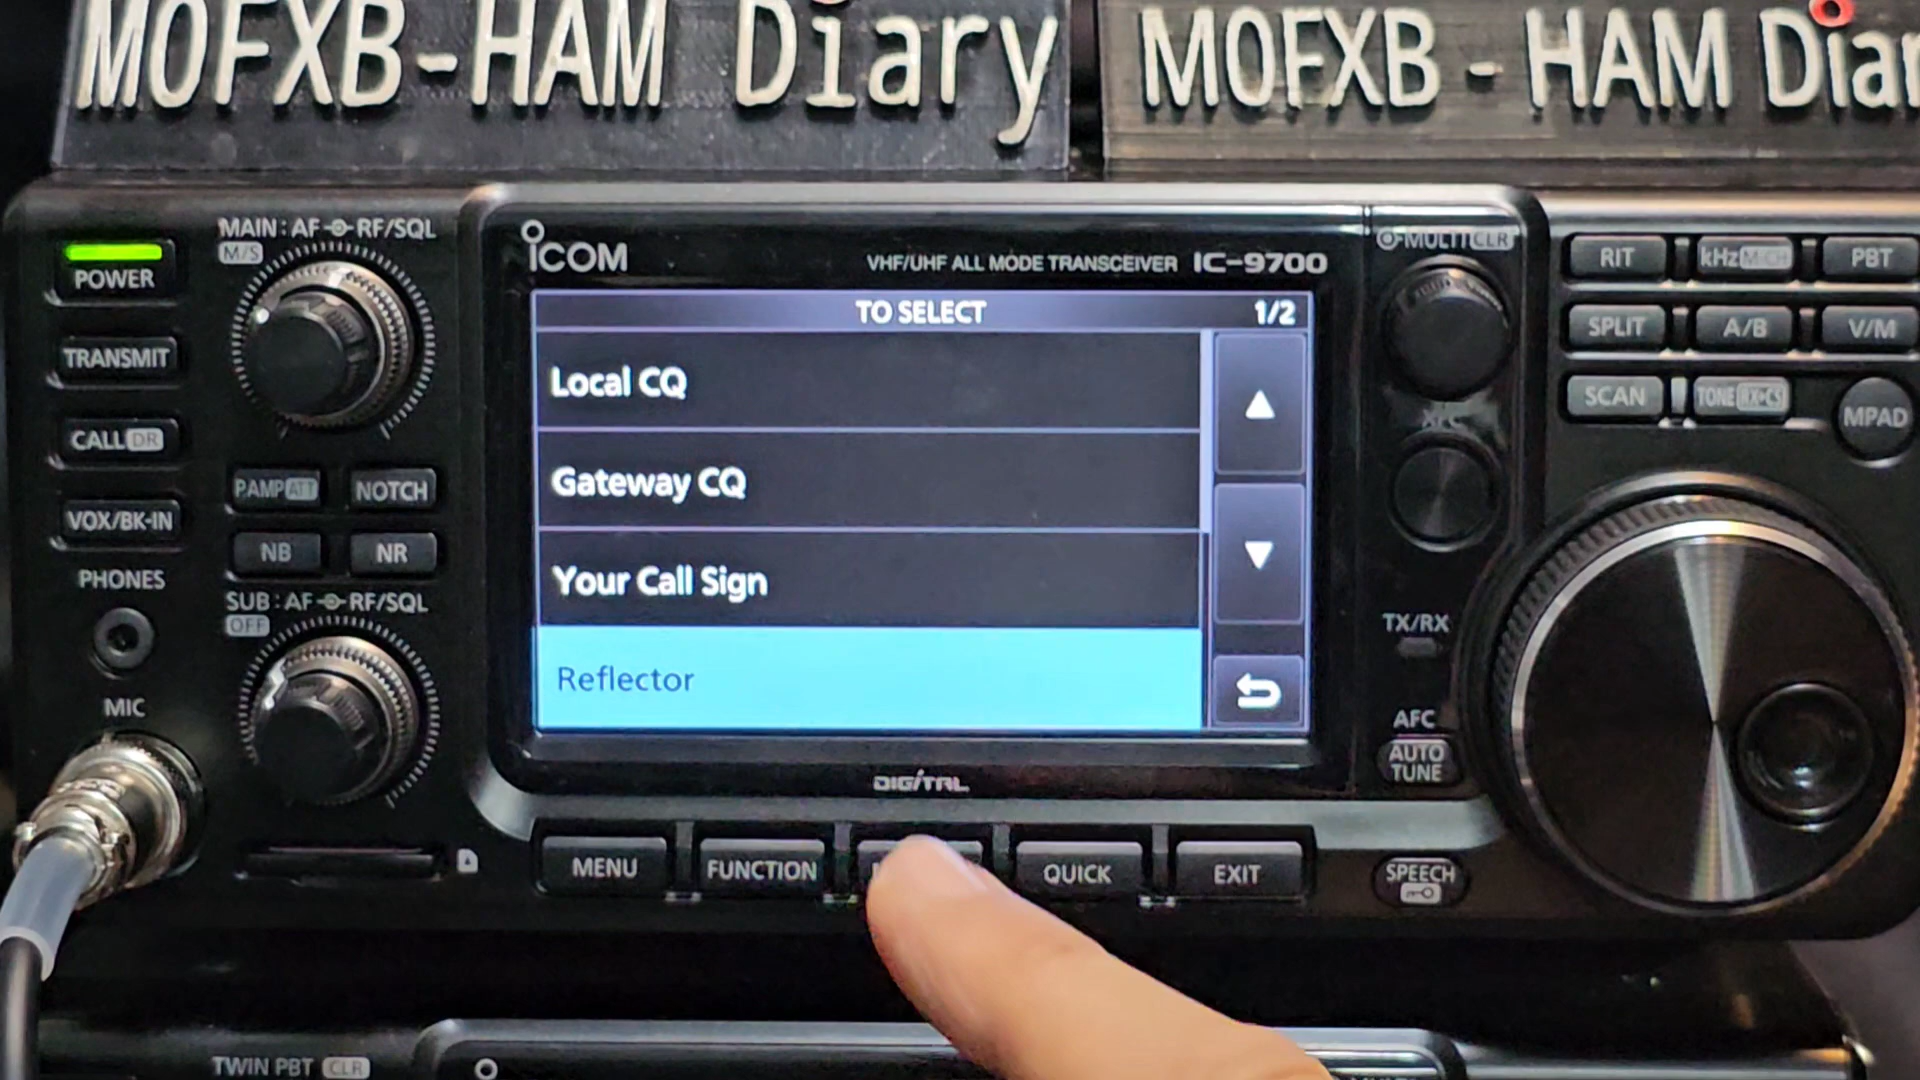 M0FXB-HAM Diary
M0FXB - HAM Diar
ICOM
VHF/UHF ALL MODE TRANSCEIVER IC-9700
POWER
TRANSMIT
CALL DR
VOX/BK-IN
PHONES
MIC
MAIN: AF RF/SQL
M/S
P.AMP ATT
NOTCH
NB
NR
SUB: AF RF/SQL
OFF
TO SELECT
1/2
Local CQ
Gateway CQ
Your Call Sign
Reflector
DIGITAL
MENU
FUNCTION
QUICK
EXIT
MULTI CLR
TX/RX
AFC
AUTO TUNE
SPEECH
RIT
kHz M-CH
PBT
SPLIT
A/B
V/M
SCAN
TONE RX-CS
MPAD
TWIN PBT CLR